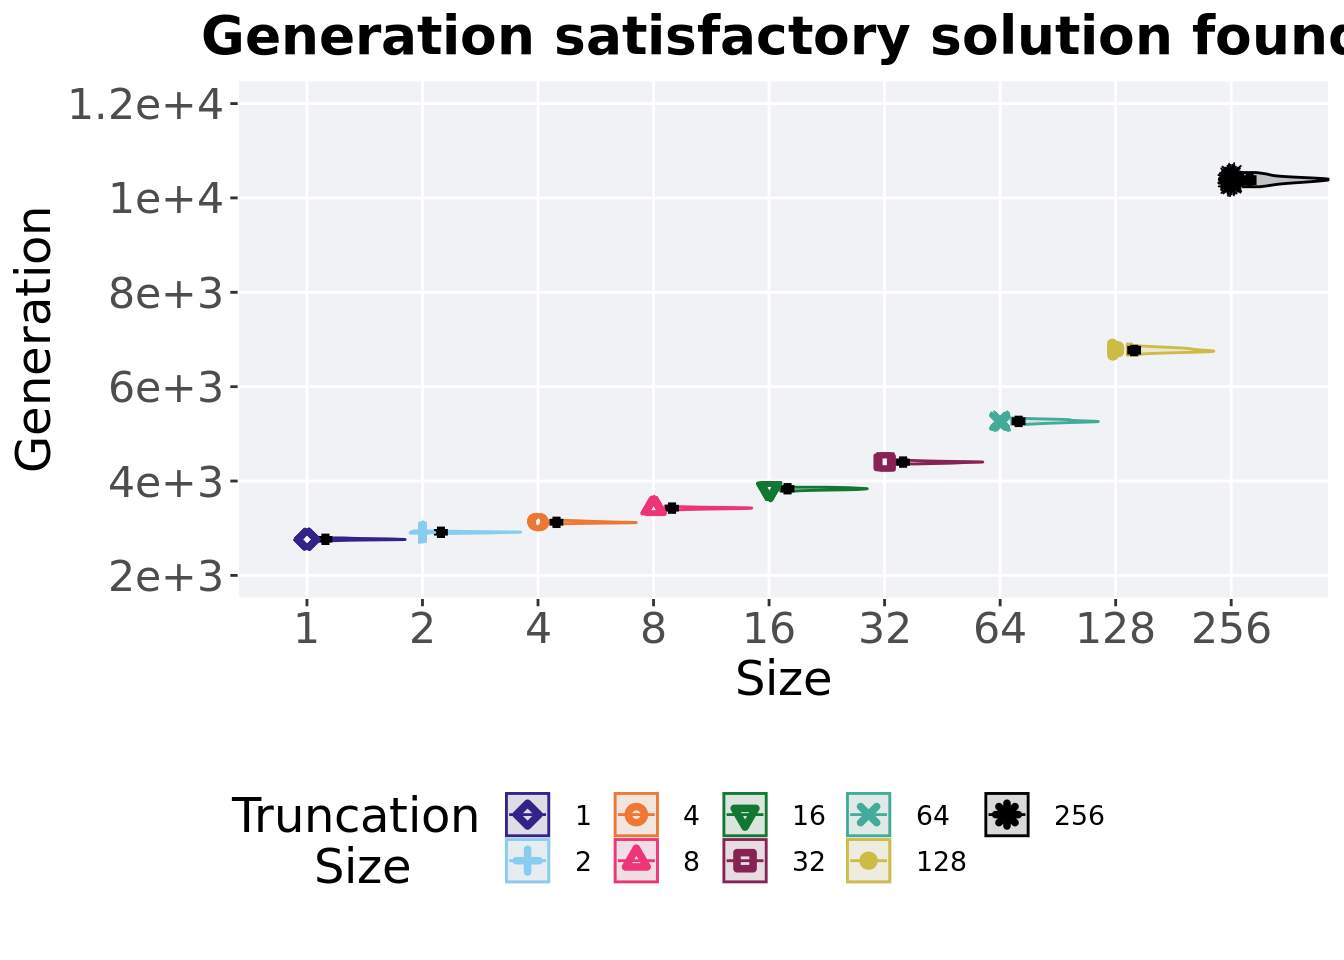 Generation satisfactory solution found
Generation
1.2e+4
1e+4
8e+3
6e+3
4e+3
2e+3
1 2 4 8 16 32 64 128 256
Size
Truncation Size
1 4 16 64 256
2 8 32 128